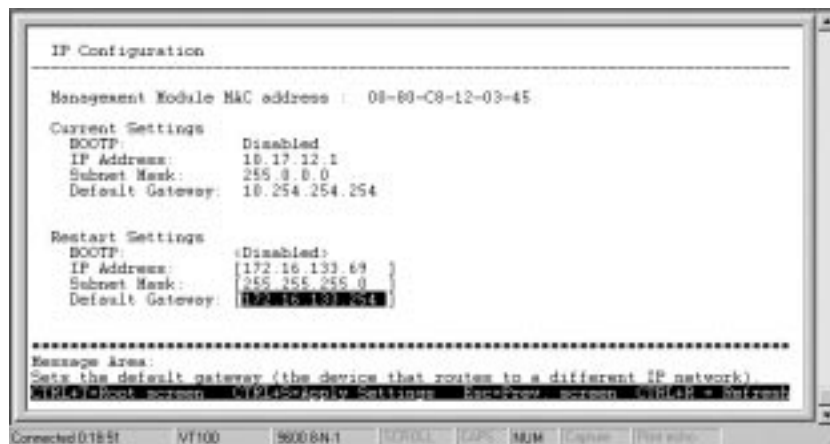 IP Configuration
Management Module MAC address : 00-80-C8-12-03-45
Current Settings
BOOTP: Disabled
IP Address: 10.17.12.1
Subnet Mask: 255.0.0.0
Default Gateway: 10.254.254.254
Restart Settings
BOOTP: <Disabled>
IP Address: [172.16.133.69 ]
Subnet Mask: [255.255.255.0 ]
Default Gateway: [172.16.133.254 ]
Message Area:
Sets the default gateway (the device that routes to a different IP network).
CTRL+T=Root screen CTRL+S=Apply Settings Esc=Prev. screen CTRL+R = Refresh
Connected 0:18:51 VT100 9600 8-N-1 SCROLL CAPS NUM Capture Print echo